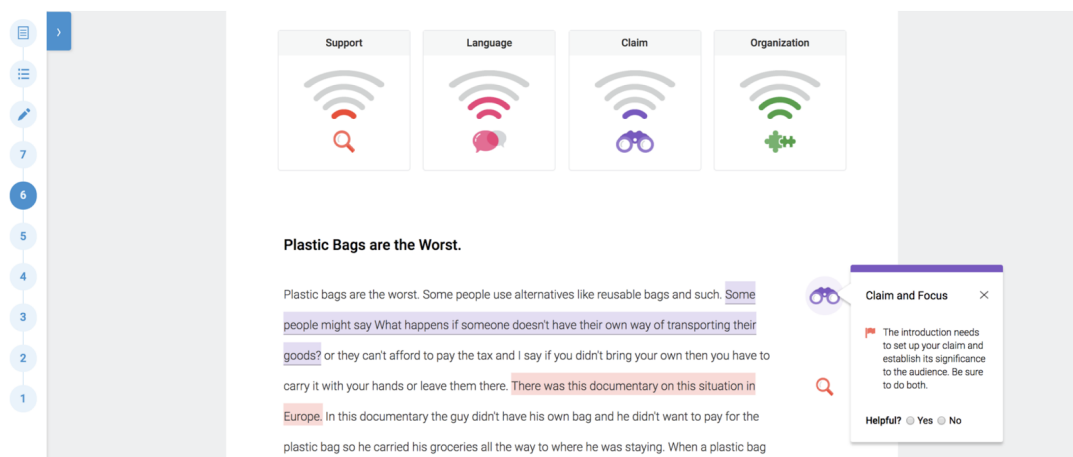 Support
Language
Claim
Organization
7
6
5
4
3
2
1
Plastic Bags are the Worst.
Plastic bags are the worst. Some people use alternatives like reusable bags and such. Some
people might say What happens if someone doesn't have their own way of transporting their
goods? or they can't afford to pay the tax and I say if you didn't bring your own then you have to
carry it with your hands or leave them there. There was this documentary on this situation in
Europe. In this documentary the guy didn't have his own bag and he didn't want to pay for the
plastic bag so he carried his groceries all the way to where he was staying. When a plastic bag
Claim and Focus
The introduction needs
to set up your claim and
establish its significance
to the audience. Be sure
to do both.
Helpful? Yes No